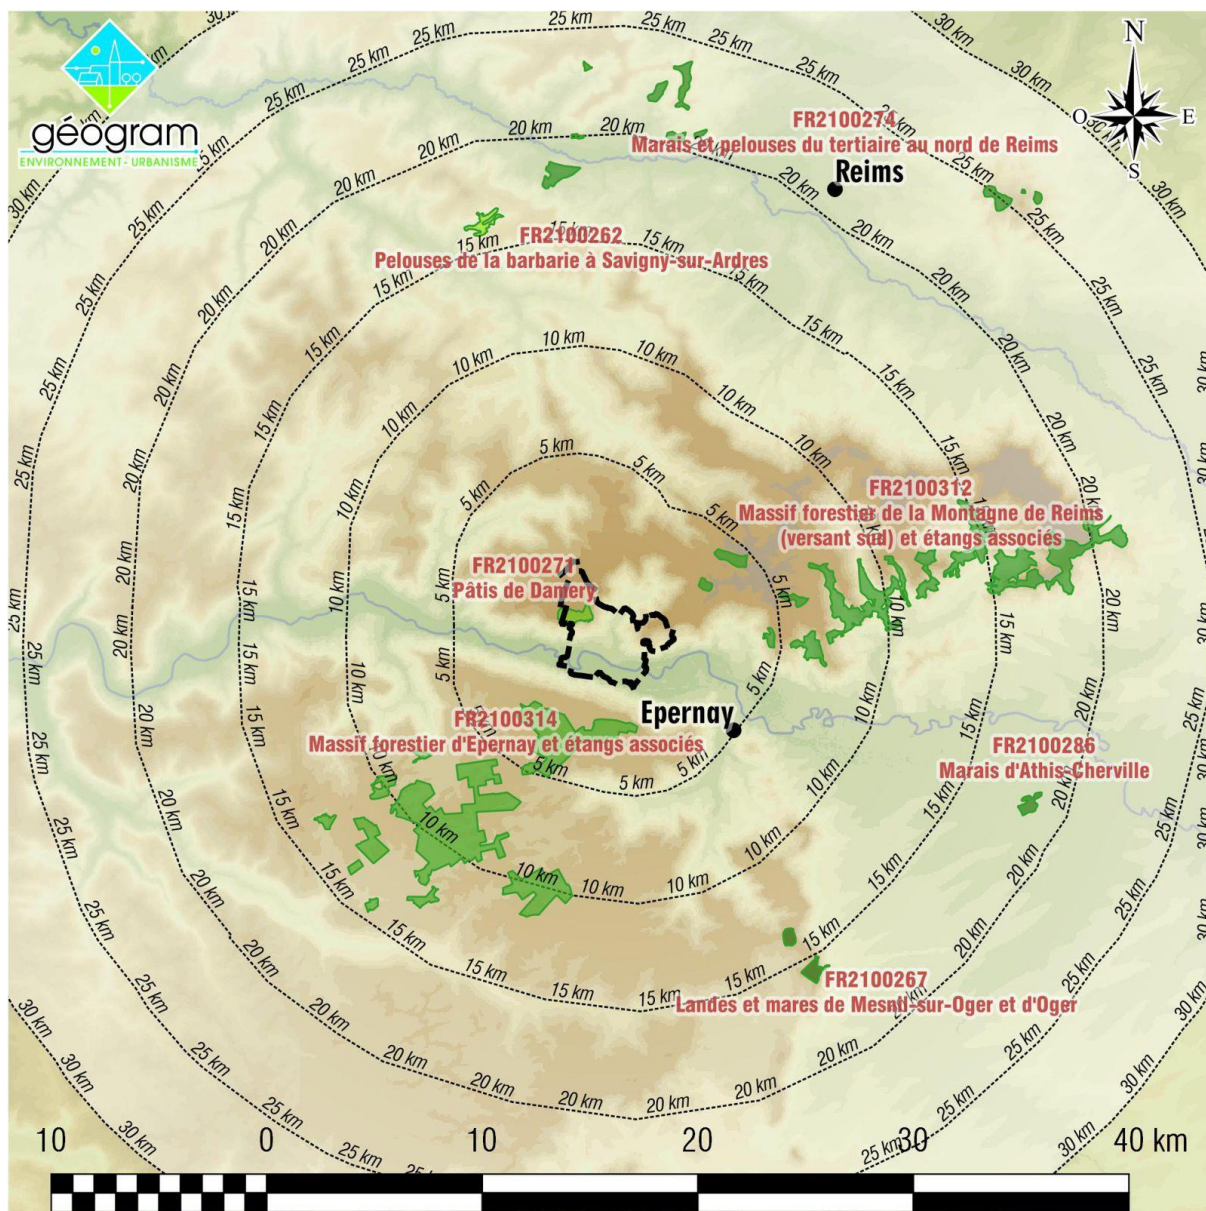 géogram
ENVIRONNEMENT - URBANISME
N
O
E
S
FR2100274
Marais et pelouses du tertiaire au nord de Reims
Reims
FR2100262
Pelouses de la barbarie à Savigny-sur-Ardres
FR2100312
Massif forestier de la Montagne de Reims
(versant sud) et étangs associés
FR2100271
Pâtis de Damery
FR2100314
Massif forestier d'Epernay et étangs associés
Epernay
FR2100286
Marais d'Athis-Cherville
FR2100267
Landes et mares de Mesnil-sur-Oger et d'Oger
5 km
10 km
15 km
20 km
25 km
30 km
10 0 10 20 30 40 km